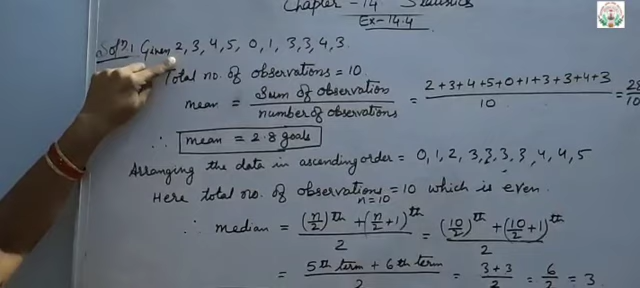 Chapter - 14 Statistics
Ex-14.4
Soln 1 Given 2, 3, 4, 5, 0, 1, 3, 3, 4, 3.
Total no. of observations = 10.
mean = Sum of observation / number of observations = 2+3+4+5+0+1+3+3+4+3 / 10 = 28 / 10
∴ mean = 2.8 goals
Arranging the data in ascending order = 0, 1, 2, 3, 3, 3, 3, 4, 4, 5
Here total no. of observations = 10 which is even.
n=10
∴ median = (n/2)th + (n/2 + 1)th / 2 = (10/2)th + (10/2 + 1)th / 2
= 5th term + 6th term / 2 = 3+3 / 2 = 6 / 2 = 3